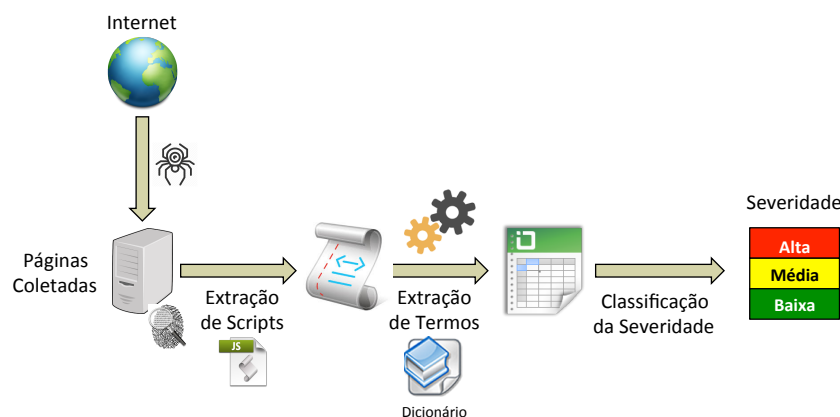 Internet
Severidade
Alta
Média
Baixa
Páginas
Coletadas
Extração
de Scripts
JS
Extração
de Termos
Dicionário
Classificação
da Severidade